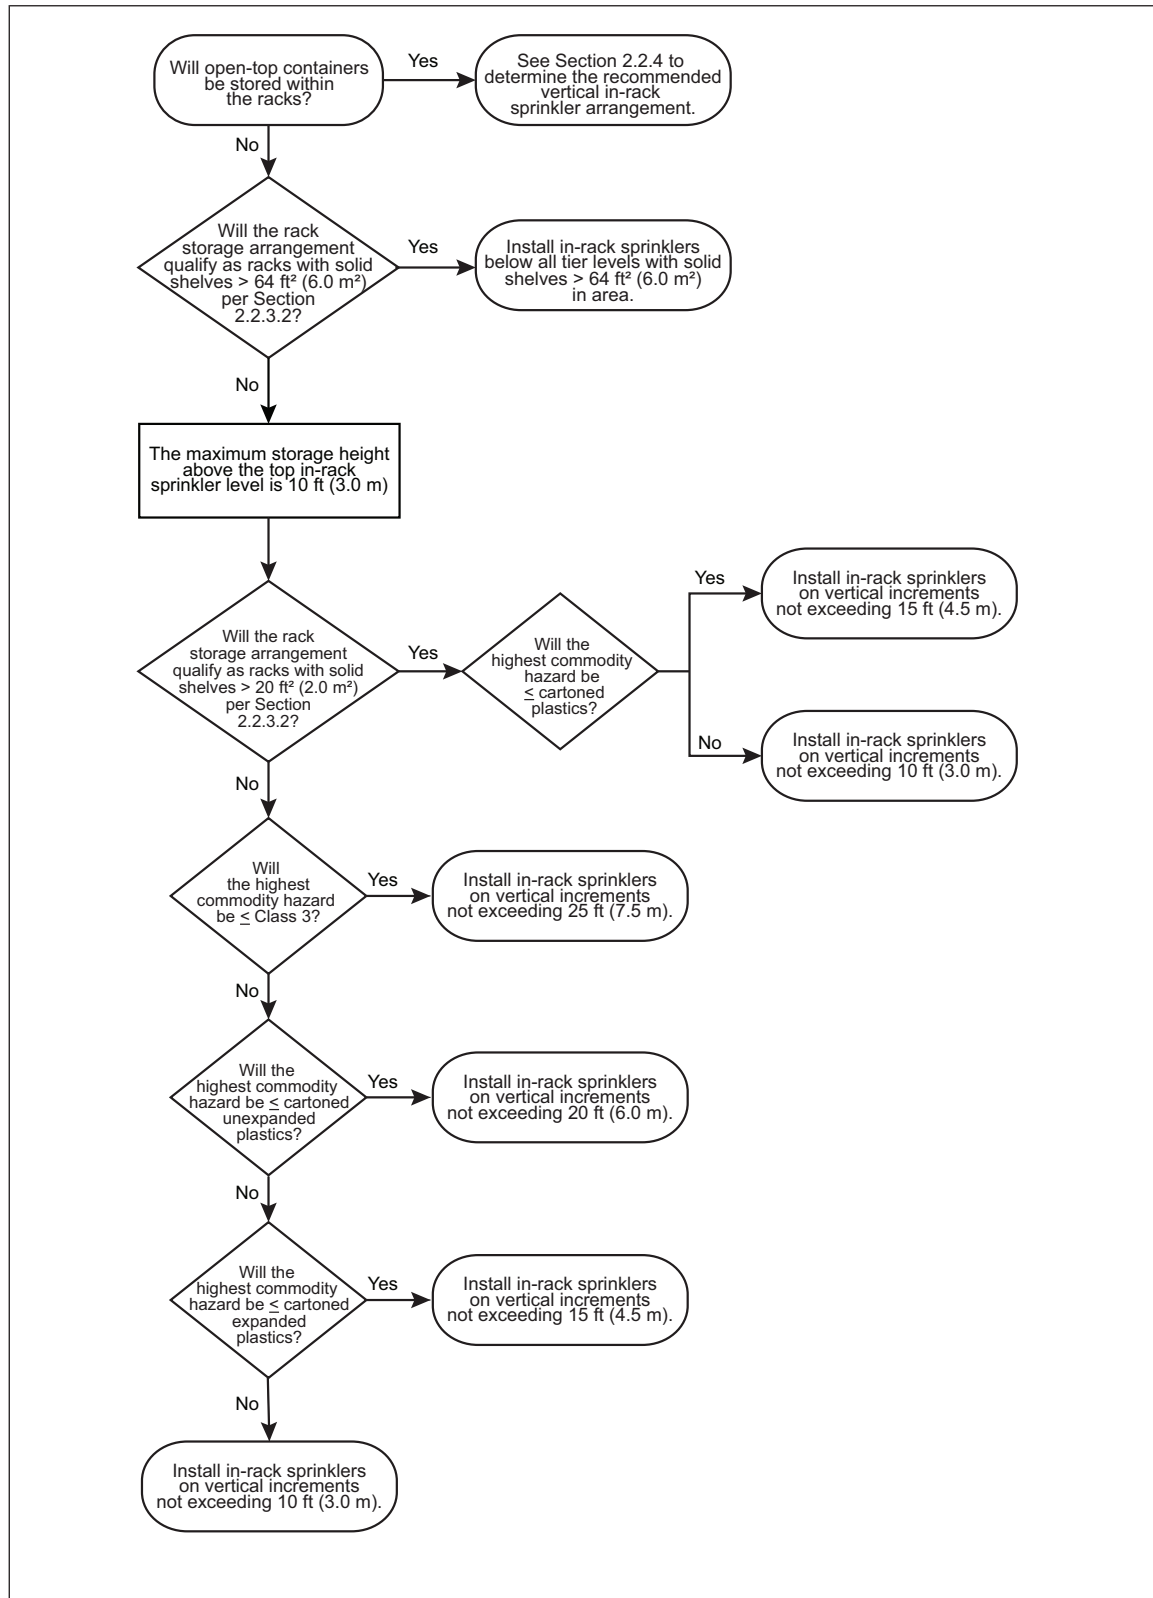 Will open-top containers
be stored within
the racks?
Yes
See Section 2.2.4 to
determine the recommended
vertical in-rack
sprinkler arrangement.
No
Will the rack
storage arrangement
qualify as racks with solid
shelves > 64 ft² (6.0 m²)
per Section
2.2.3.2?
Yes
Install in-rack sprinklers
below all tier levels with solid
shelves > 64 ft² (6.0 m²)
in area.
No
The maximum storage height
above the top in-rack
sprinkler level is 10 ft (3.0 m)
Will the rack
storage arrangement
qualify as racks with solid
shelves > 20 ft² (2.0 m²)
per Section
2.2.3.2?
Yes
Will the
highest commodity
hazard be
≤ cartoned
plastics?
Yes
Install in-rack sprinklers
on vertical increments
not exceeding 15 ft (4.5 m).
No
Install in-rack sprinklers
on vertical increments
not exceeding 10 ft (3.0 m).
No
Will
the highest
commodity hazard
be ≤ Class 3?
Yes
Install in-rack sprinklers
on vertical increments
not exceeding 25 ft (7.5 m).
No
Will the
highest commodity
hazard be ≤ cartoned
unexpanded
plastics?
Yes
Install in-rack sprinklers
on vertical increments
not exceeding 20 ft (6.0 m).
No
Will the
highest commodity
hazard be ≤ cartoned
expanded
plastics?
Yes
Install in-rack sprinklers
on vertical increments
not exceeding 15 ft (4.5 m).
No
Install in-rack sprinklers
on vertical increments
not exceeding 10 ft (3.0 m).